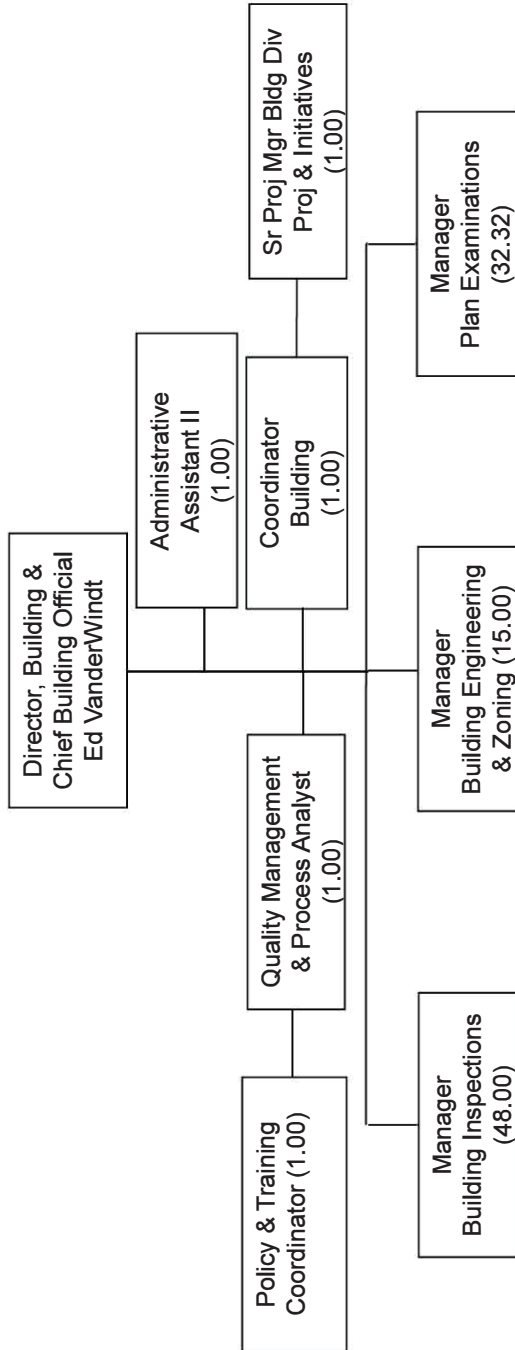 Director, Building &
Chief Building Official
Ed VanderWindt
Administrative
Assistant II
(1.00)
Policy & Training
Coordinator (1.00)
Quality Management
& Process Analyst
(1.00)
Coordinator
Building
(1.00)
Sr Proj Mgr Bldg Div
Proj & Initiatives
(1.00)
Manager
Building Inspections
(48.00)
Manager
Building Engineering
& Zoning (15.00)
Manager
Plan Examinations
(32.32)